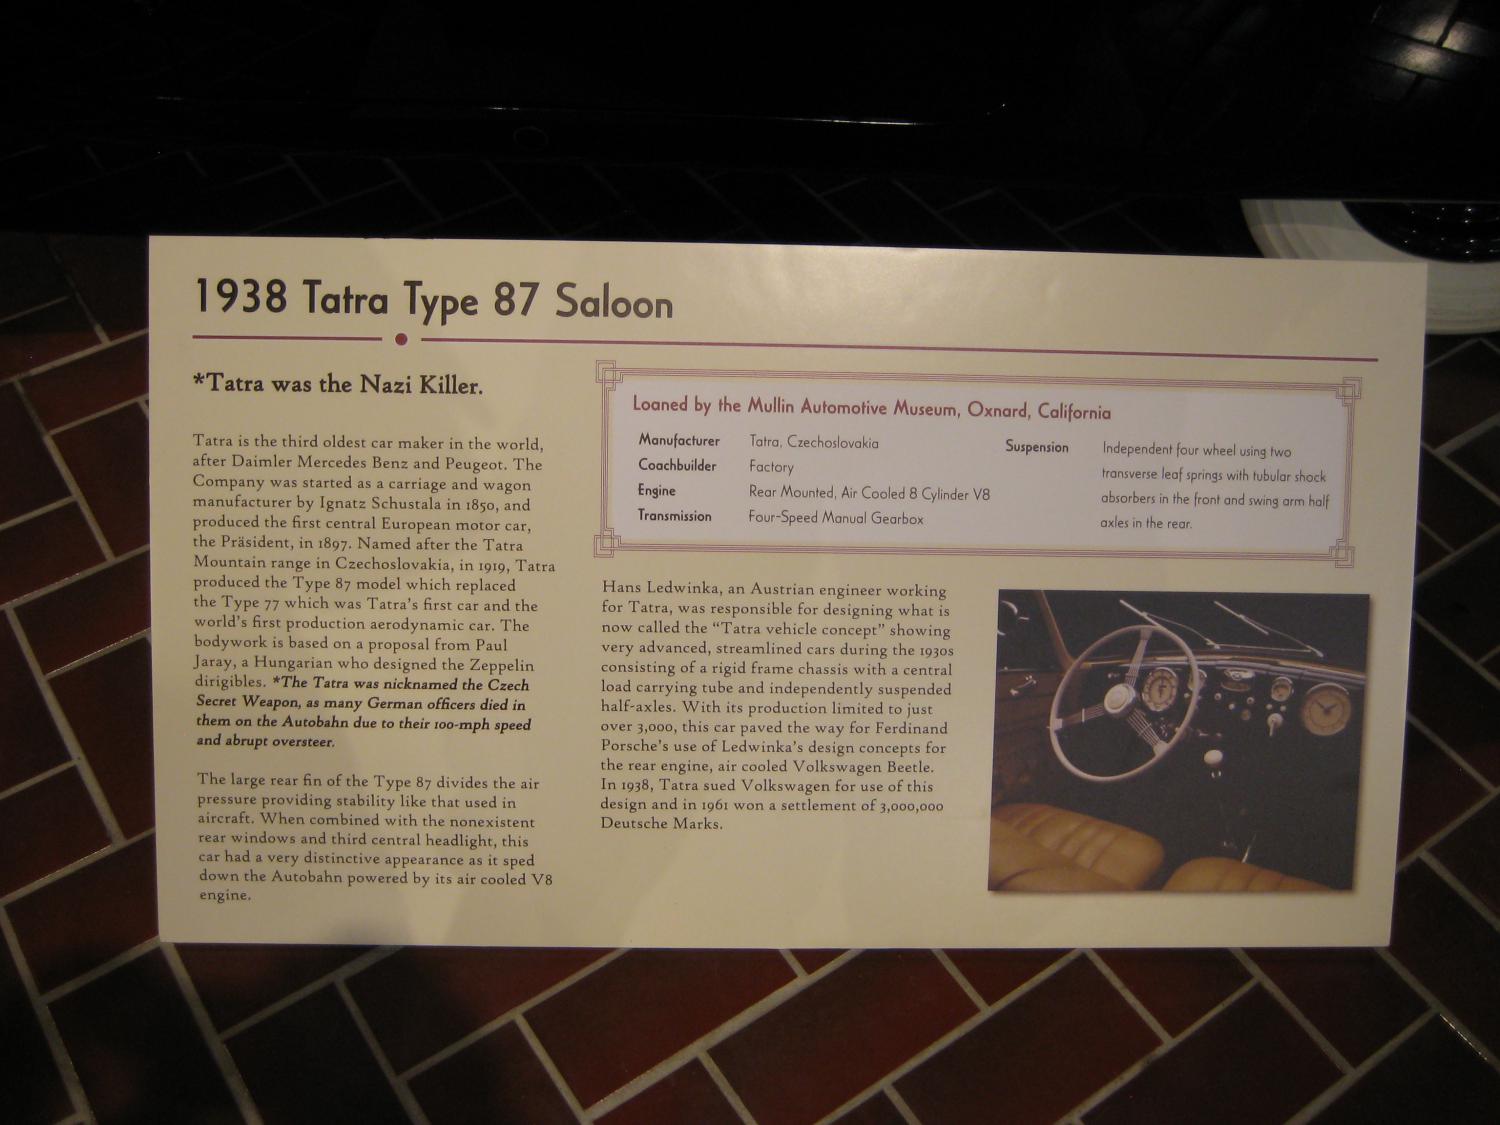 1938 Tatra Type 87 Saloon
*Tatra was the Nazi Killer.
Tatra is the third oldest car maker in the world,
after Daimler Mercedes Benz and Peugeot. The
Company was started as a carriage and wagon
manufacturer by Ignatz Schustala in 1850, and
produced the first central European motor car,
the Präsident, in 1897. Named after the Tatra
Mountain range in Czechoslovakia, in 1919, Tatra
produced the Type 87 model which replaced
the Type 77 which was Tatra's first car and the
world's first production aerodynamic car. The
bodywork is based on a proposal from Paul
Jaray, a Hungarian who designed the Zeppelin
dirigibles. *The Tatra was nicknamed the Czech
Secret Weapon, as many German officers died in
them on the Autobahn due to their 100-mph speed
and abrupt oversteer.
The large rear fin of the Type 87 divides the air
pressure providing stability like that used in
aircraft. When combined with the nonexistent
rear windows and third central headlight, this
car had a very distinctive appearance as it sped
down the Autobahn powered by its air cooled V8
engine.
Loaned by the Mullin Automotive Museum, Oxnard, California
Manufacturer Tatra, Czechoslovakia
Coachbuilder Factory
Engine Rear Mounted, Air Cooled 8 Cylinder V8
Transmission Four-Speed Manual Gearbox
Suspension Independent four wheel using two
transverse leaf springs with tubular shock
absorbers in the front and swing arm half
axles in the rear.
Hans Ledwinka, an Austrian engineer working
for Tatra, was responsible for designing what is
now called the "Tatra vehicle concept" showing
very advanced, streamlined cars during the 1930s
consisting of a rigid frame chassis with a central
load carrying tube and independently suspended
half-axles. With its production limited to just
over 3,000, this car paved the way for Ferdinand
Porsche's use of Ledwinka's design concepts for
the rear engine, air cooled Volkswagen Beetle.
In 1938, Tatra sued Volkswagen for use of this
design and in 1961 won a settlement of 3,000,000
Deutsche Marks.